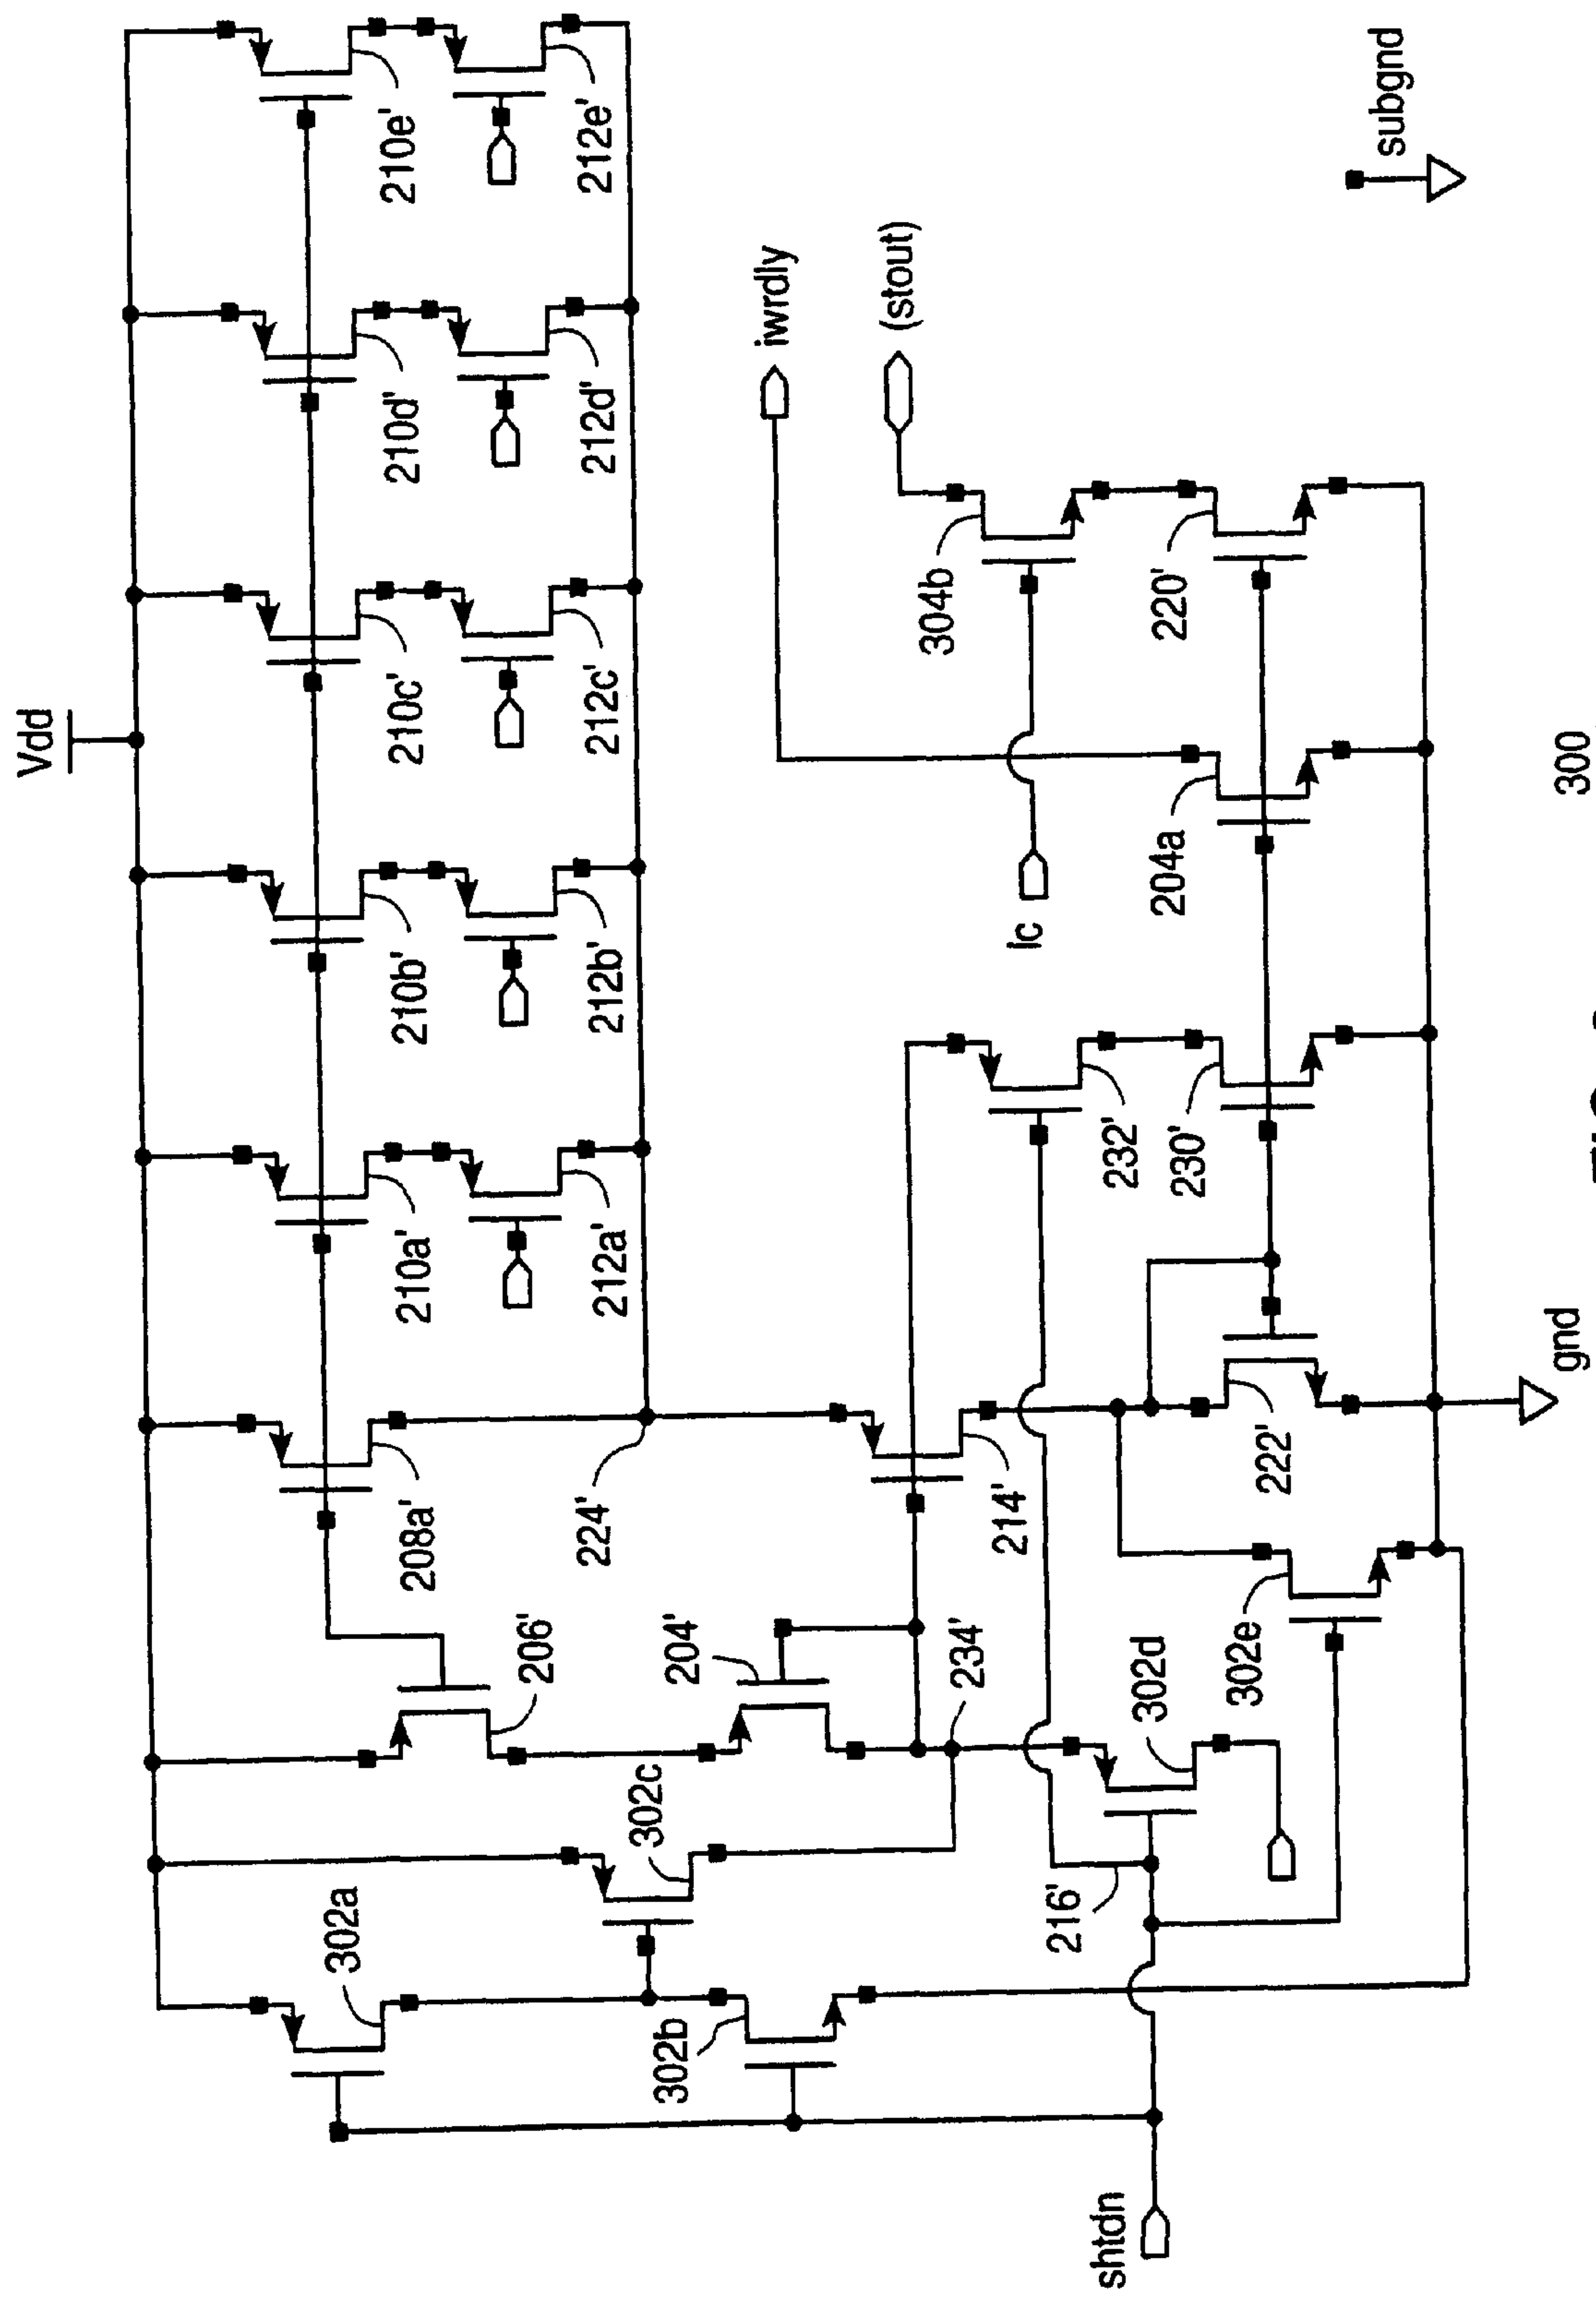 Vdd
210e'
212e'
210d'
212d'
210c'
212c'
210b'
212b'
210a'
212a'
208a'
224'
206'
204'
234'
302a
302b
302c
302d
302e
216'
214'
222'
232'
230'
204a
304b
220'
lc
iwrdly
(stout)
shtdn
gnd
subgnd
300